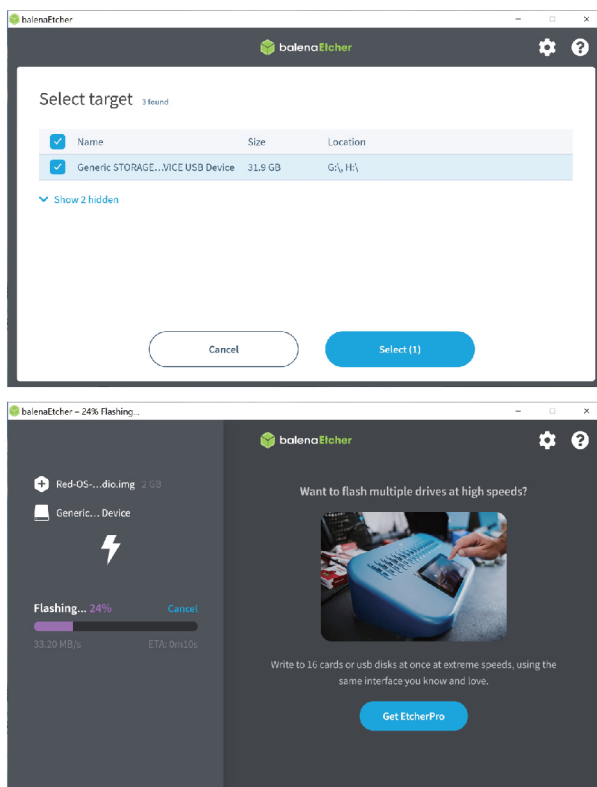 balenaEtcher
balenaEtcher
Select target 3 found
Name Size Location
Generic STORAGE...VICE USB Device 31.9 GB G:\, H:\
Show 2 hidden
Cancel Select (1)
balenaEtcher – 24% Flashing...
balenaEtcher
Red-OS-...dio.img 2 GB
Generic... Device
Flashing... 24% Cancel
33.20 MB/s ETA: 0m10s
Want to flash multiple drives at high speeds?
Write to 16 cards or usb disks at once at extreme speeds, using the
same interface you know and love.
Get EtcherPro